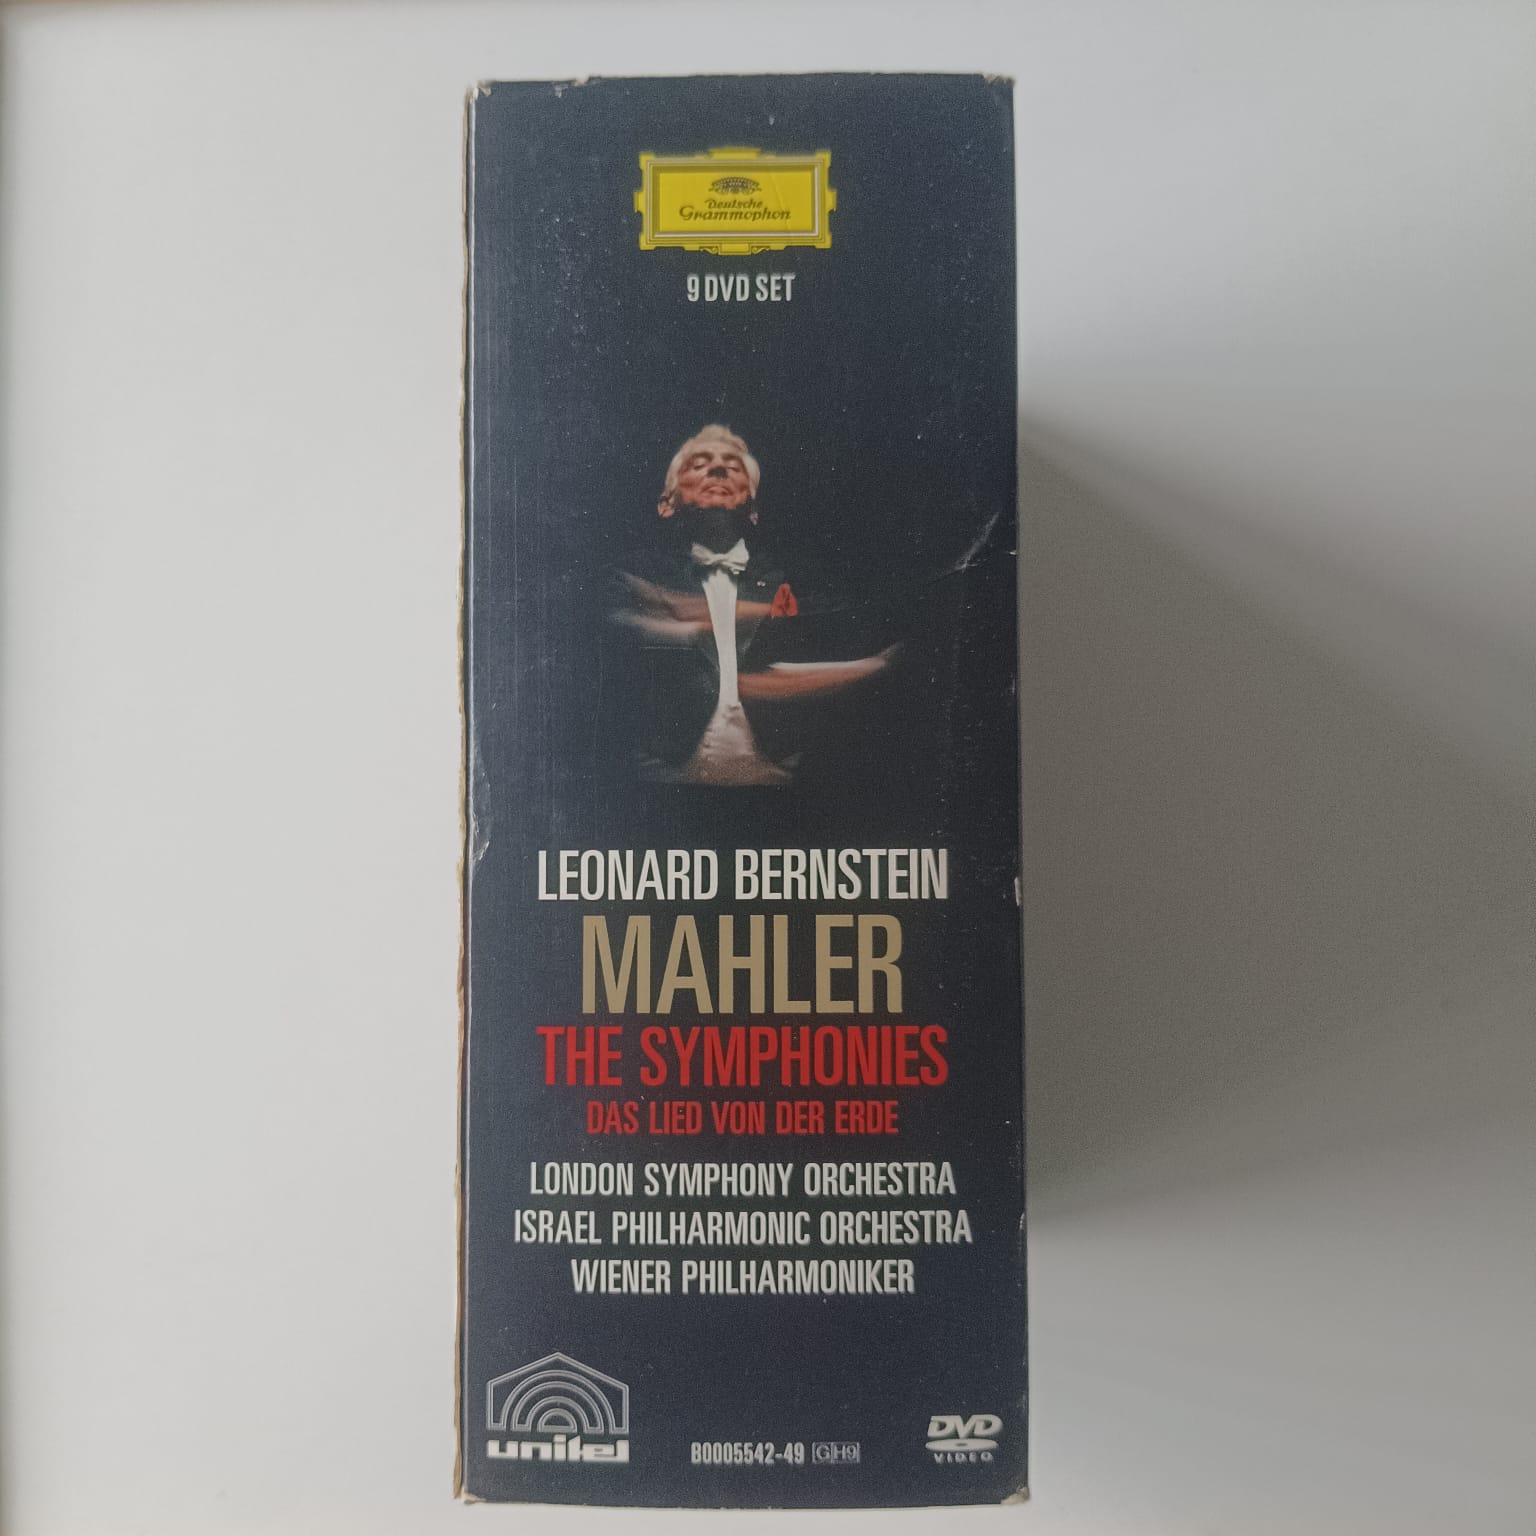 Deutsche
Grammophon
9 DVD SET
LEONARD BERNSTEIN
MAHLER
THE SYMPHONIES
DAS LIED VON DER ERDE
LONDON SYMPHONY ORCHESTRA
ISRAEL PHILHARMONIC ORCHESTRA
WIENER PHILHARMONIKER
unitel
B0005542-49 GH9
DVD
VIDEO